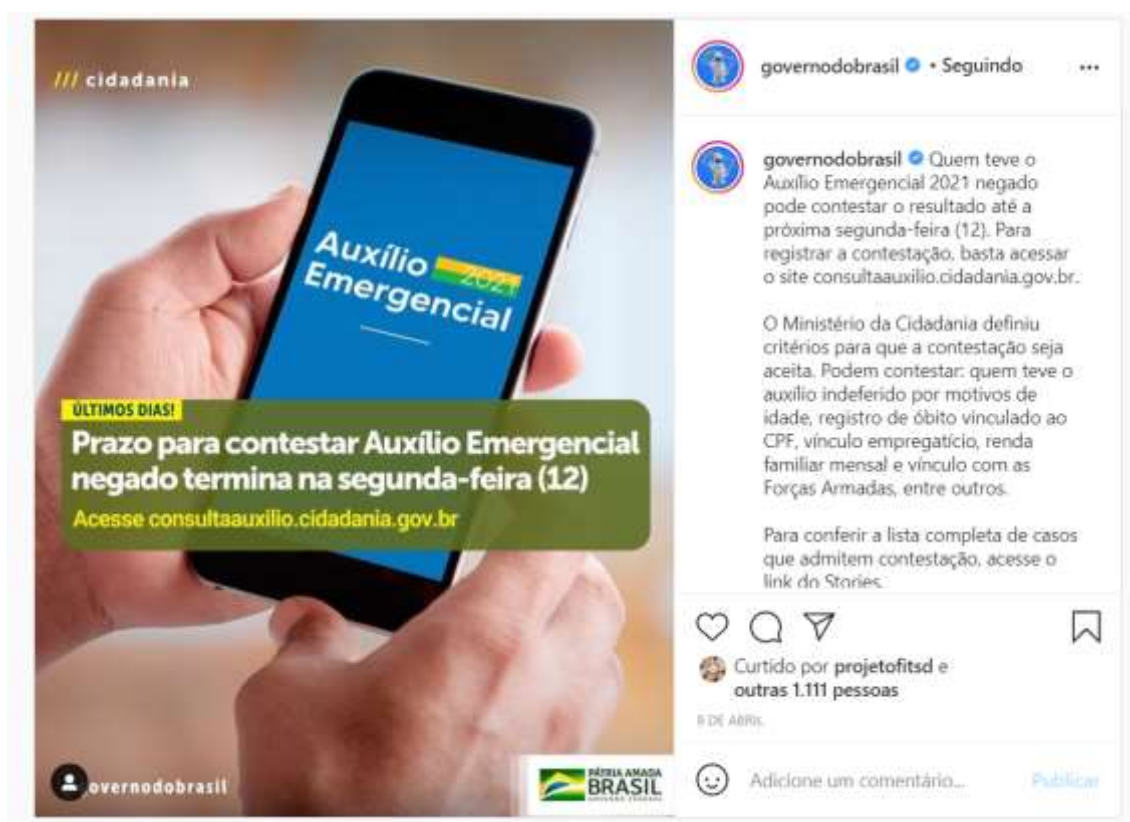 /// cidadania
Auxílio 2021
Emergencial
ÚLTIMOS DIAS!
Prazo para contestar Auxílio Emergencial
negado termina na segunda-feira (12)
Acesse consultaauxilio.cidadania.gov.br
overnodobrasil
PÁTRIA AMADA
BRASIL
GOVERNO FEDERAL
governodobrasil • Seguindo
governodobrasil Quem teve o
Auxílio Emergencial 2021 negado
pode contestar o resultado até a
próxima segunda-feira (12). Para
registrar a contestação, basta acessar
o site consultaauxilio.cidadania.gov.br.
O Ministério da Cidadania definiu
critérios para que a contestação seja
aceita. Podem contestar: quem teve o
auxílio indeferido por motivos de
idade, registro de óbito vinculado ao
CPF, vínculo empregatício, renda
familiar mensal e vínculo com as
Forças Armadas, entre outros.
Para conferir a lista completa de casos
que admitem contestação, acesse o
link do Stories.
Curtido por projetofitsd e
outras 1.111 pessoas
DE ABRIL
Adicione um comentário...
Publicar